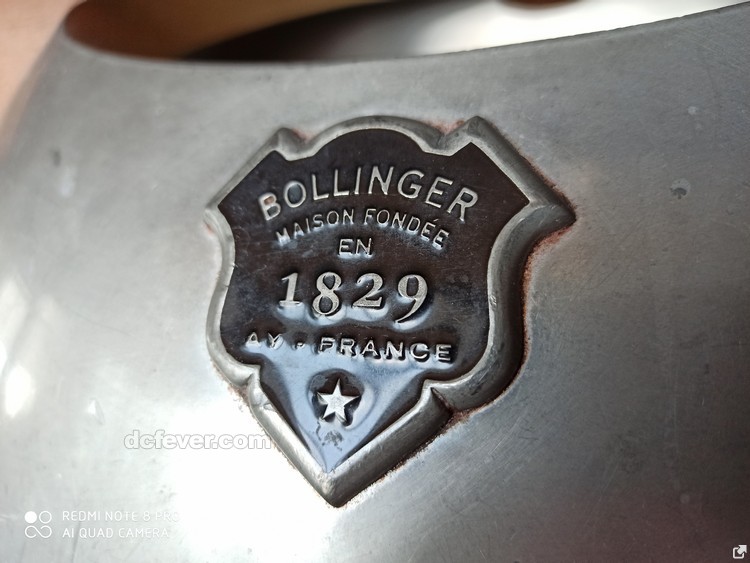 BOLLINGER
MAISON FONDÉE
EN
1829
AY - FRANCE
dcfever.com
REDMI NOTE 8 PRO
AI QUAD CAMERA